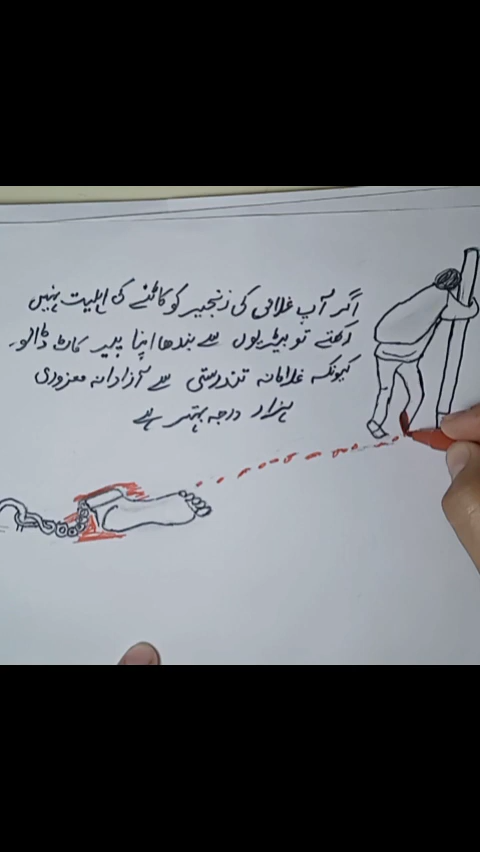 اگر آپ غلامی کی زنجیر کو کاٹنے کی اہلیت نہیں
رکھتے تو بیڑیوں سے بندھا اپنا پیر کاٹ ڈالو۔
کیونکہ غلامانہ تندرستی سے آزادانہ معزوری
ہزار درجہ بہتر ہے